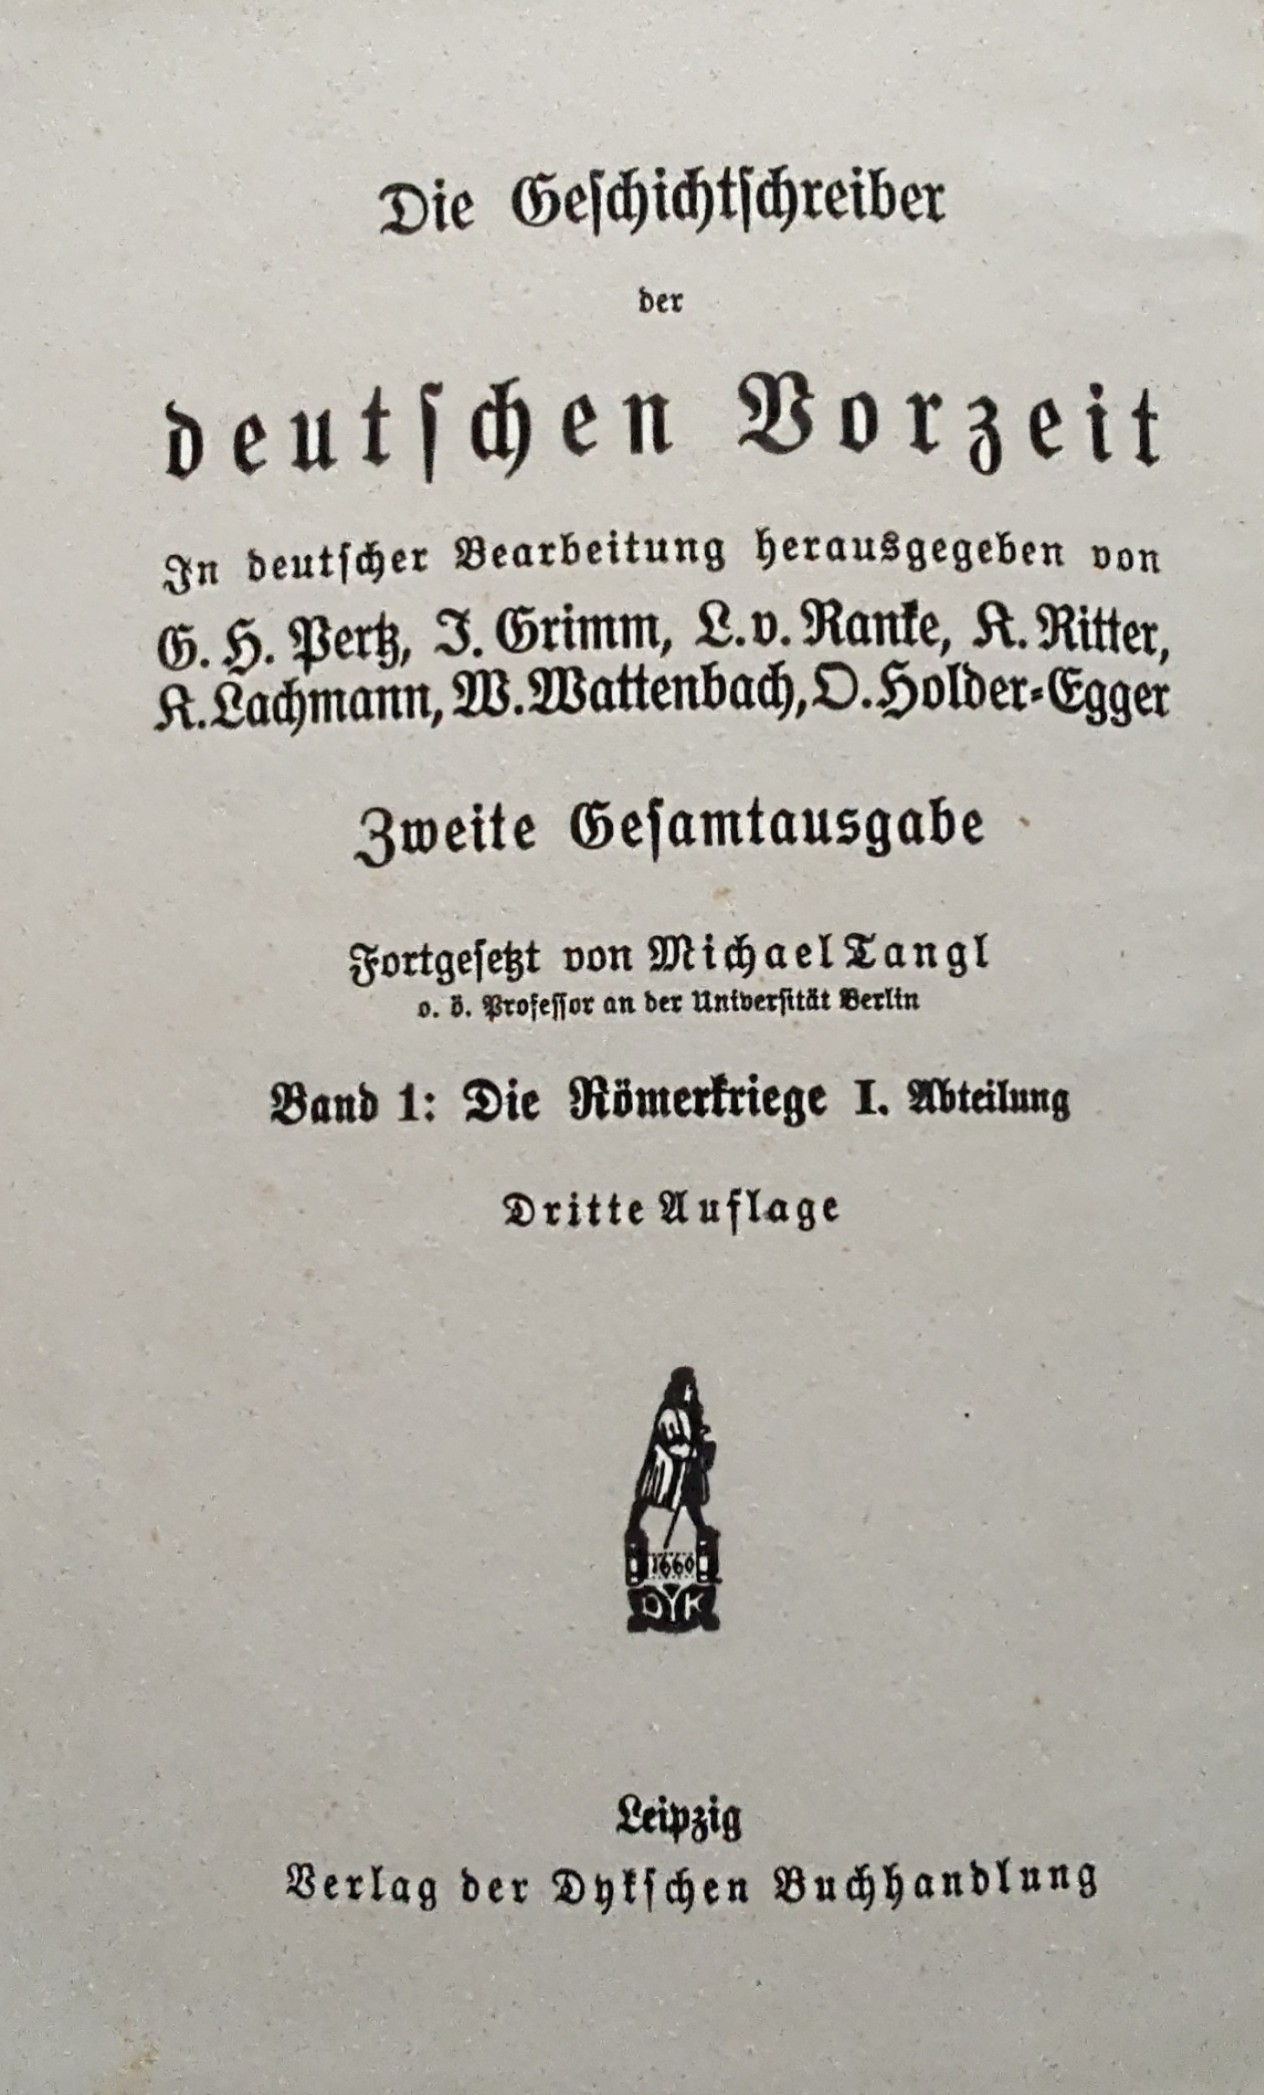 Die Geschichtschreiber
der
deutschen Vorzeit
In deutscher Bearbeitung herausgegeben von
G. H. Pertz, J. Grimm, L. v. Ranke, K. Ritter,
K. Lachmann, W. Wattenbach, O. Holder-Egger
Zweite Gesamtausgabe
Fortgesetzt von Michael Tangl
o. ö. Professor an der Universität Berlin
Band 1: Die Römerkriege I. Abteilung
Dritte Auflage
1660
DYK
Leipzig
Verlag der Dykschen Buchhandlung